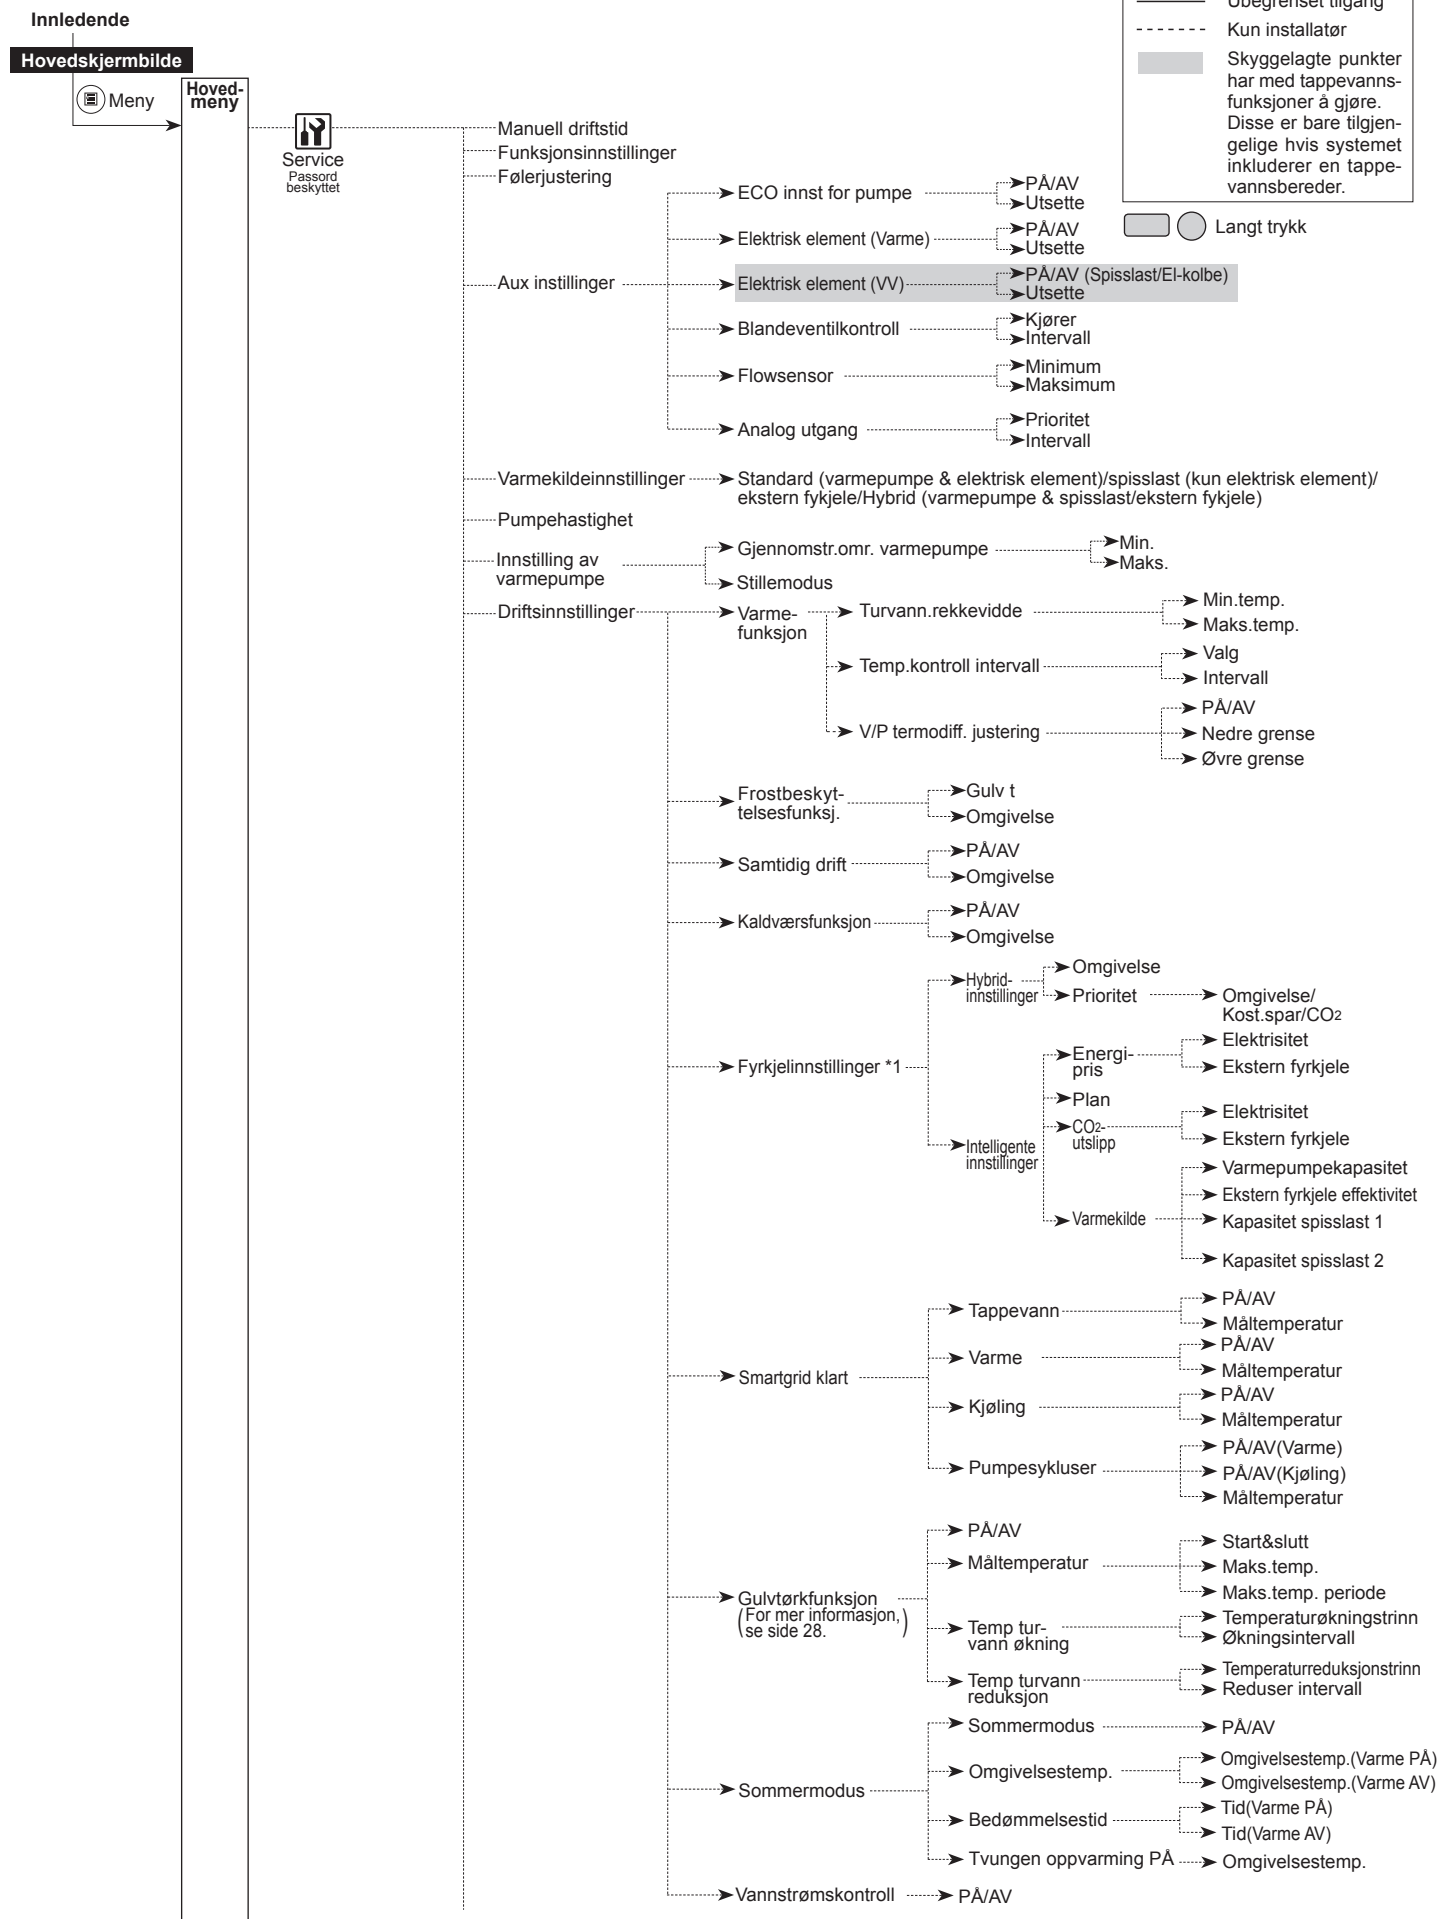 Innledende
Hovedskjermbilde
Meny
Hoved-
meny
Service
Passord
beskyttet
Ubegrenset tilgang
Kun installatør
Skyggelagte punkter
har med tappevanns-
funksjoner å gjøre.
Disse er bare tilgjen-
gelige hvis systemet
inkluderer en tappe-
vannsbereder.
Langt trykk
Manuell driftstid
Funksjonsinnstillinger
Følerjustering
Aux instillinger
ECO innst for pumpe
PÅ/AV
Utsette
Elektrisk element (Varme)
PÅ/AV
Utsette
Elektrisk element (VV)
PÅ/AV (Spisslast/El-kolbe)
Utsette
Blandeventilkontroll
Kjører
Intervall
Flowsensor
Minimum
Maksimum
Analog utgang
Prioritet
Intervall
Varmekildeinnstillinger
Standard (varmepumpe & elektrisk element)/spisslast (kun elektrisk element)/
ekstern fykjele/Hybrid (varmepumpe & spisslast/ekstern fykjele)
Pumpehastighet
Innstilling av
varmepumpe
Gjennomstr.omr. varmepumpe
Min.
Maks.
Stillemodus
Driftsinnstillinger
Varme-
funksjon
Turvann.rekkevidde
Min.temp.
Maks.temp.
Temp.kontroll intervall
Valg
Intervall
V/P termodiff. justering
PÅ/AV
Nedre grense
Øvre grense
Frostbeskyt-
telsesfunksj.
Gulv t
Omgivelse
Samtidig drift
PÅ/AV
Omgivelse
Kaldværsfunksjon
PÅ/AV
Omgivelse
Fyrkjelinnstillinger *1
Hybrid-
innstillinger
Omgivelse
Prioritet
Omgivelse/
Kost.spar/CO2
Intelligente
innstillinger
Energi-
pris
Elektrisitet
Ekstern fyrkjele
Plan
CO2-
utslipp
Elektrisitet
Ekstern fyrkjele
Varmekilde
Varmepumpekapasitet
Ekstern fyrkjele effektivitet
Kapasitet spisslast 1
Kapasitet spisslast 2
Smartgrid klart
Tappevann
PÅ/AV
Måltemperatur
Varme
PÅ/AV
Måltemperatur
Kjøling
PÅ/AV
Måltemperatur
Pumpesykluser
PÅ/AV(Varme)
PÅ/AV(Kjøling)
Måltemperatur
Gulvtørkfunksjon
(For mer informasjon,
se side 28.)
PÅ/AV
Måltemperatur
Start&slutt
Maks.temp.
Maks.temp. periode
Temp tur-
vann økning
Temperaturøkningstrinn
Økningsintervall
Temp turvann
reduksjon
Temperaturreduksjonstrinn
Reduser intervall
Sommermodus
Sommermodus
PÅ/AV
Omgivelsestemp.
Omgivelsestemp.(Varme PÅ)
Omgivelsestemp.(Varme AV)
Bedømmelsestid
Tid(Varme PÅ)
Tid(Varme AV)
Tvungen oppvarming PÅ
Omgivelsestemp.
Vannstrømskontroll
PÅ/AV